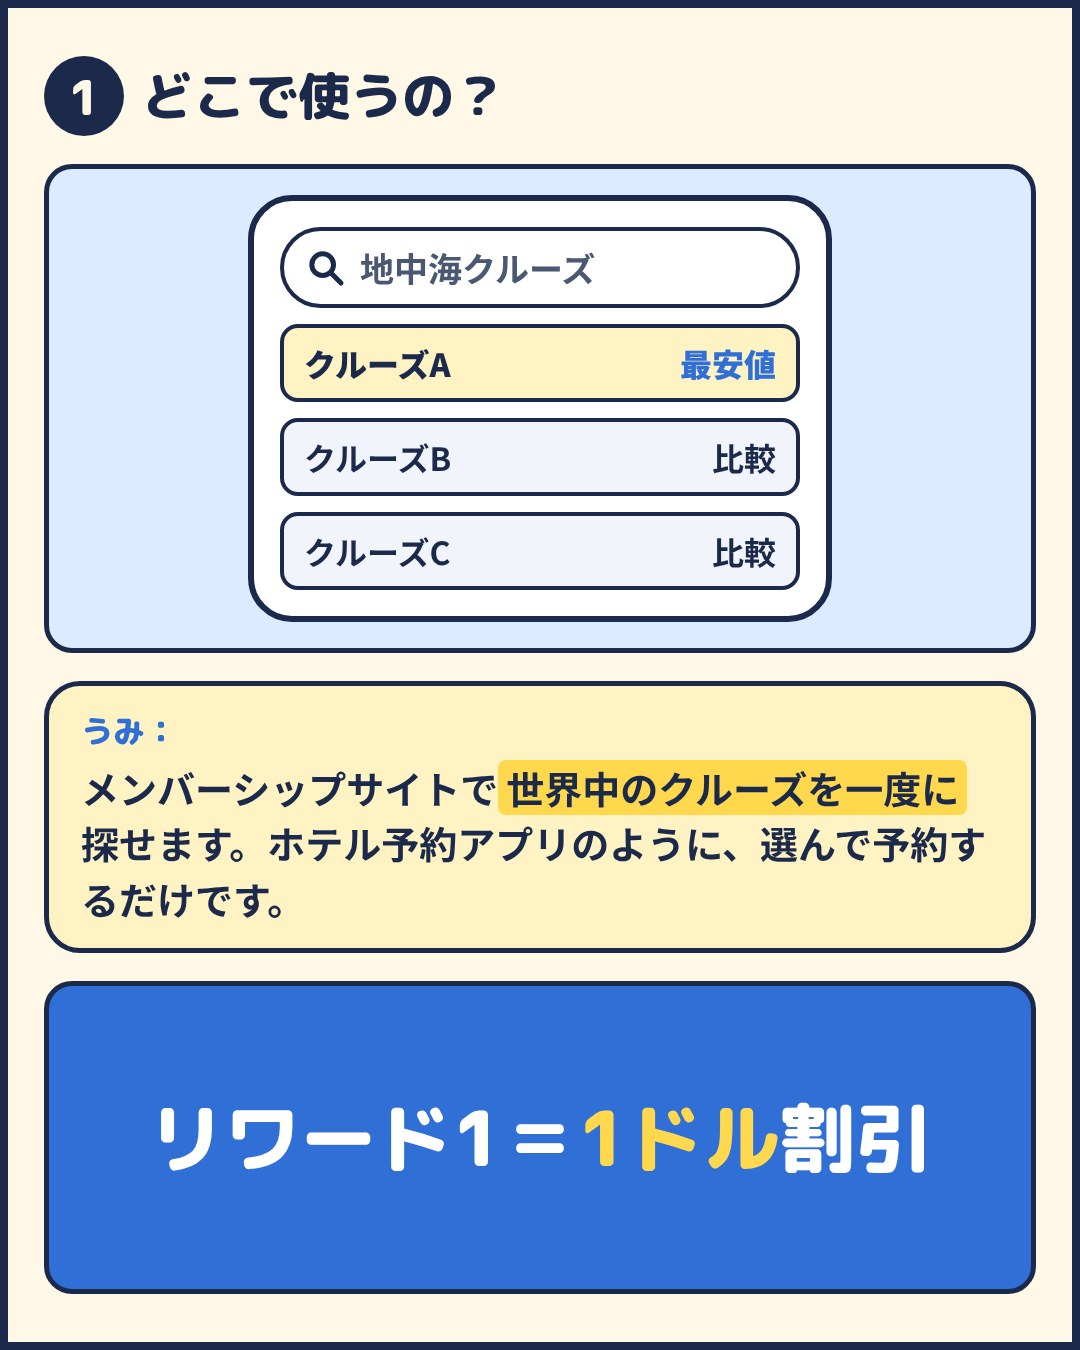 1 どこで使うの？
地中海クルーズ
クルーズA 最安値
クルーズB 比較
クルーズC 比較
うみ：
メンバーシップサイトで世界中のクルーズを一度に
探せます。ホテル予約アプリのように、選んで予約す
るだけです。
リワード1＝1ドル割引